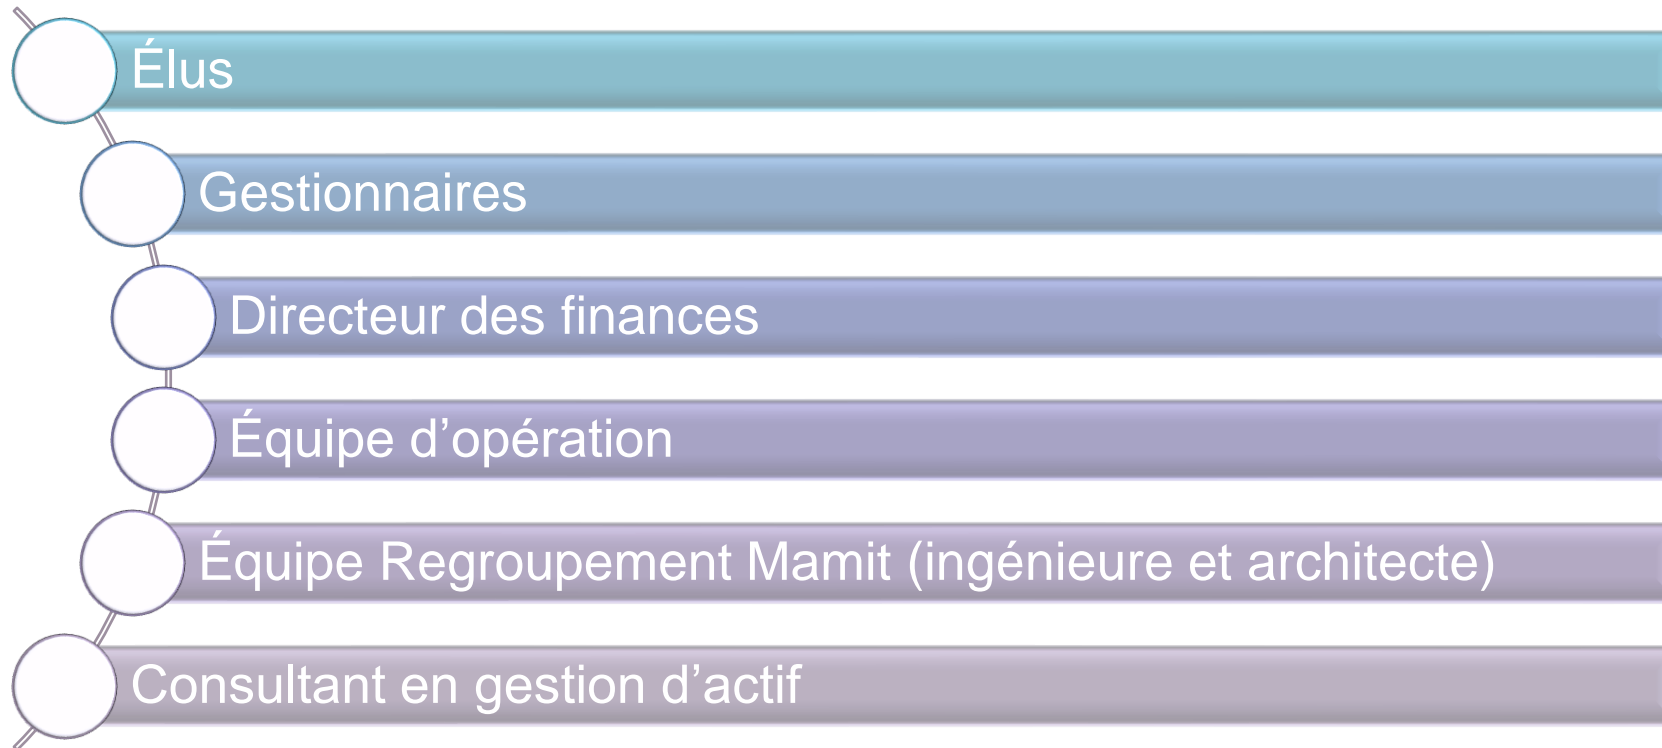 Élus
Gestionnaires
Directeur des finances
Équipe d’opération
Équipe Regroupement Mamit (ingénieure et architecte)
Consultant en gestion d’actif